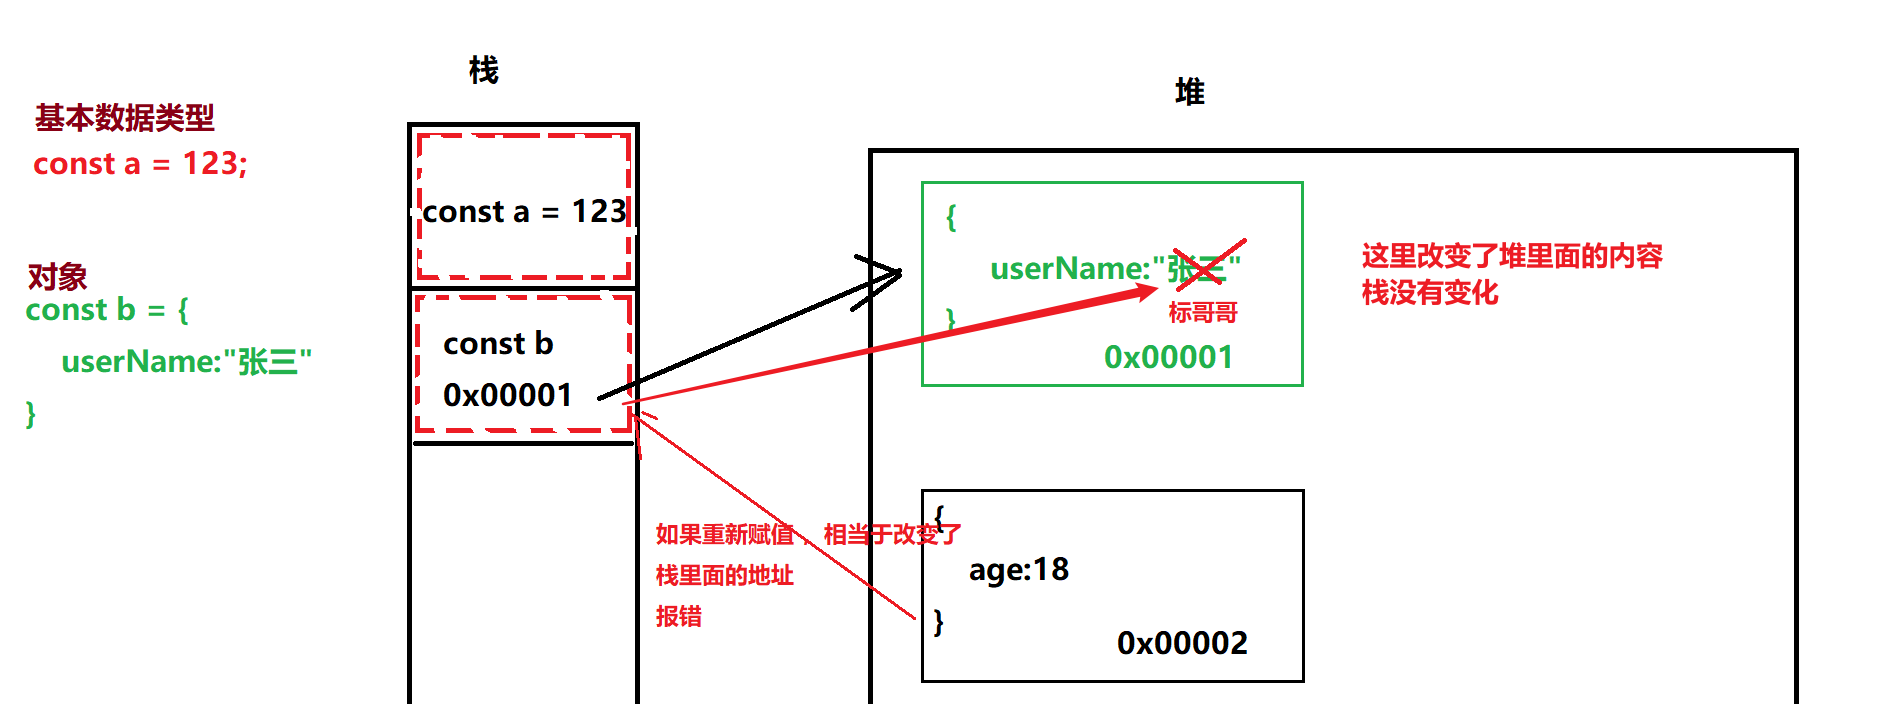 栈
堆
基本数据类型
const a = 123;
对象
const b = {
userName:"张三"
}
const a = 123
const b
0x00001
{
userName:"张三"
标哥哥
}
0x00001
这里改变了堆里面的内容
栈没有变化
如果重新赋值，相当于改变了
栈里面的地址
报错
{
age:18
}
0x00002